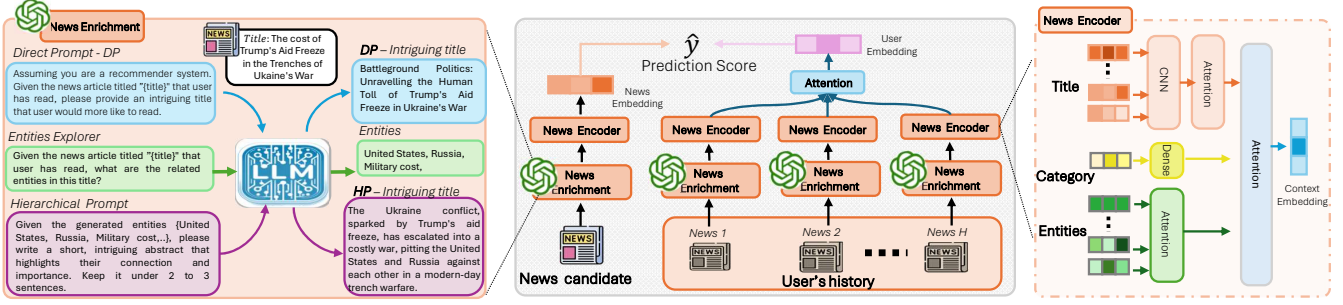 News Enrichment
Direct Prompt - DP
Assuming you are a recommender system.
Given the news article titled "{title}" that user
has read, please provide an intriguing title
that user would more like to read.
Entities Explorer
Given the news article titled "{title}" that
user has read, what are the related
entities in this title?
Hierarchical Prompt
Given the generated entities {United
States, Russia, Military cost,..}, please
write a short, intriguing abstract that
highlights their connection and
importance. Keep it under 2 to 3
sentences.
NEWS
Title: The cost of
Trump's Aid Freeze
in the Trenches of
Ukaine's War
LLM
DP – Intriguing title
Battleground Politics:
Unravelling the Human
Toll of Trump's Aid
Freeze in Ukraine's War
Entities
United States, Russia,
Military cost,
HP – Intriguing title
The Ukraine conflict,
sparked by Trump's aid
freeze, has escalated into a
costly war, pitting the United
States and Russia against
each other in a modern-day
trench warfare.
ŷ
Prediction Score
User
Embedding
News
Embedding
Attention
News Encoder
News Encoder
News Encoder
News Encoder
News
Enrichment
News
Enrichment
News
Enrichment
News
Enrichment
NEWS
News candidate
News 1
NEWS
News 2
NEWS
News H
NEWS
User's history
News Encoder
Title
CNN
Attention
Category
Dense
Entities
Attention
Attention
Context
Embedding